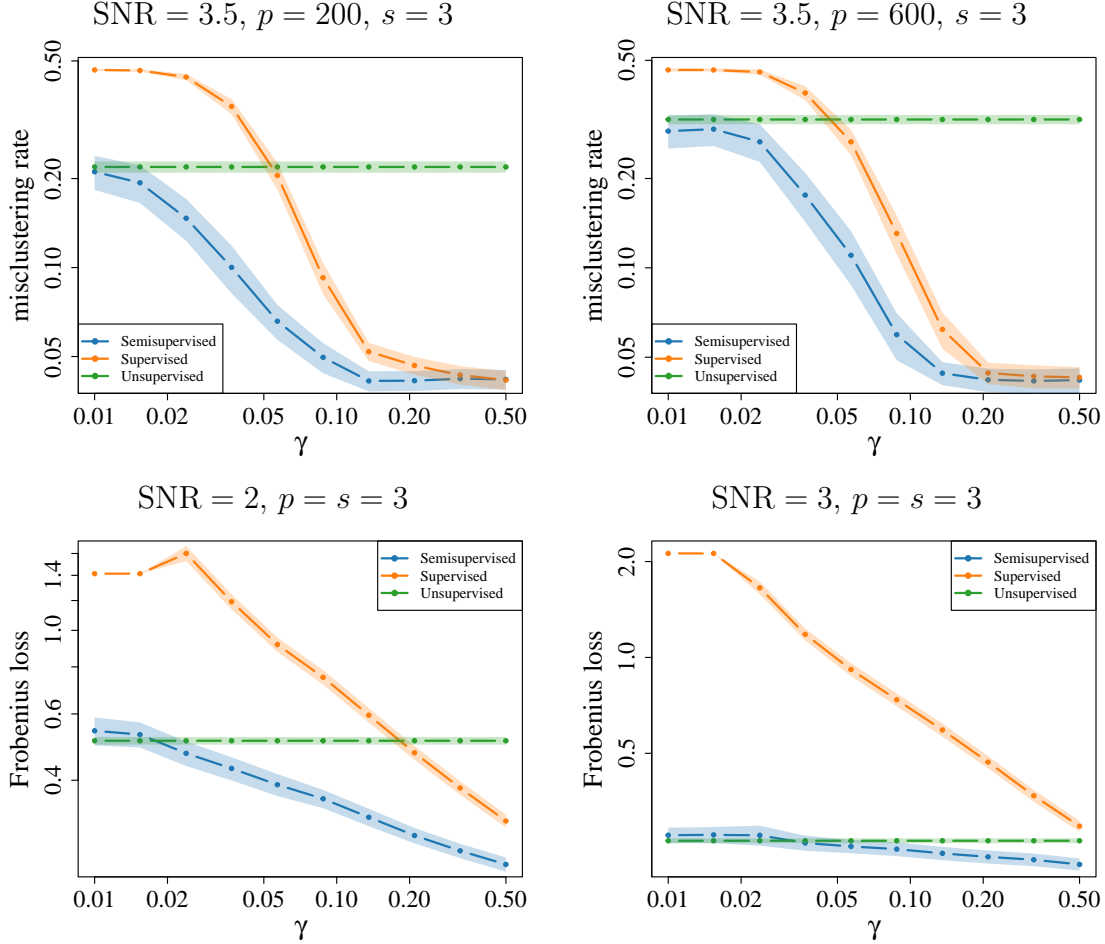 SNR = 3.5, p = 200, s = 3
misclustering rate
0.50
0.20
0.10
0.05
Semisupervised
Supervised
Unsupervised
0.01 0.02 0.05 0.10 0.20 0.50
γ
SNR = 3.5, p = 600, s = 3
misclustering rate
0.50
0.20
0.10
0.05
Semisupervised
Supervised
Unsupervised
0.01 0.02 0.05 0.10 0.20 0.50
γ
SNR = 2, p = s = 3
Frobenius loss
1.4
1.0
0.6
0.4
Semisupervised
Supervised
Unsupervised
0.01 0.02 0.05 0.10 0.20 0.50
γ
SNR = 3, p = s = 3
Frobenius loss
2.0
1.0
0.5
Semisupervised
Supervised
Unsupervised
0.01 0.02 0.05 0.10 0.20 0.50
γ